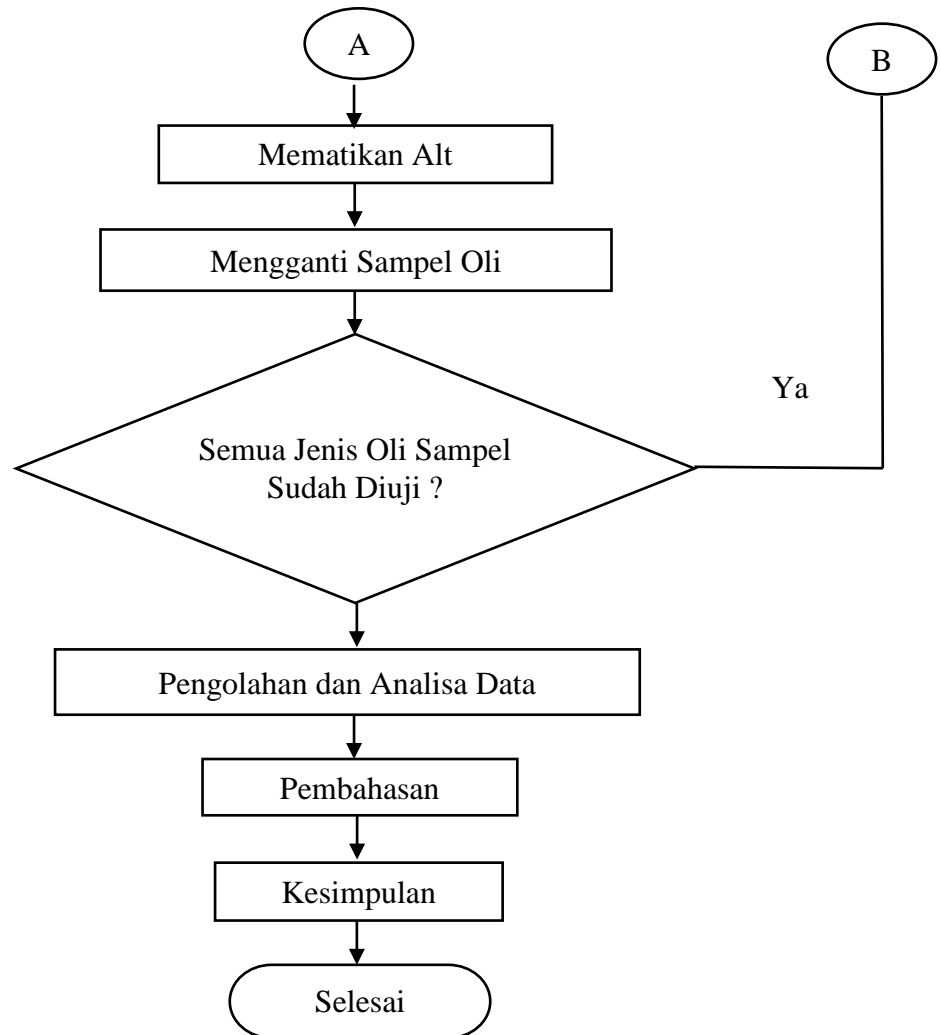 A
B
Mematikan Alt
Mengganti Sampel Oli
Ya
Semua Jenis Oli Sampel
Sudah Diuji ?
Pengolahan dan Analisa Data
Pembahasan
Kesimpulan
Selesai